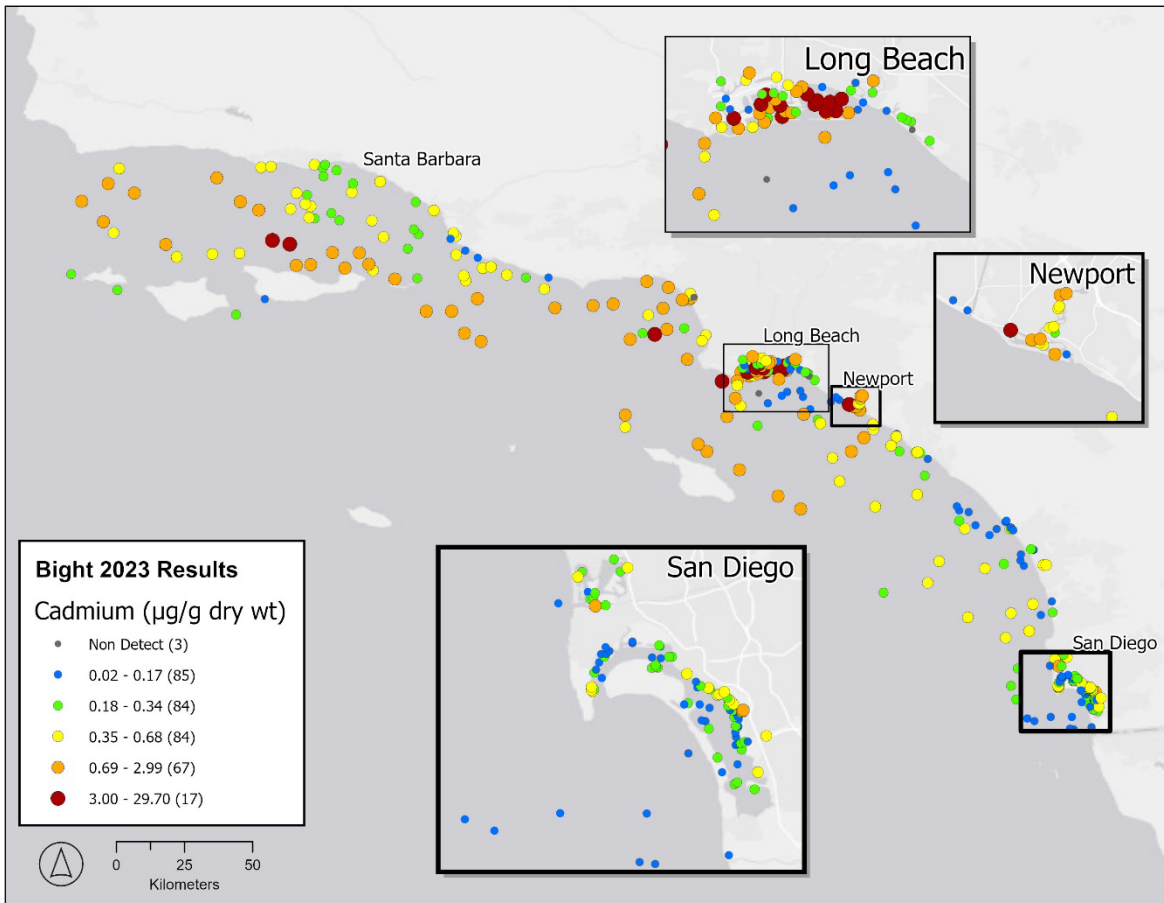 Long Beach
Santa Barbara
Newport
Long Beach
Newport
San Diego
San Diego
Bight 2023 Results
Cadmium (µg/g dry wt)
Non Detect (3)
0.02 - 0.17 (85)
0.18 - 0.34 (84)
0.35 - 0.68 (84)
0.69 - 2.99 (67)
3.00 - 29.70 (17)
0 25 50
Kilometers